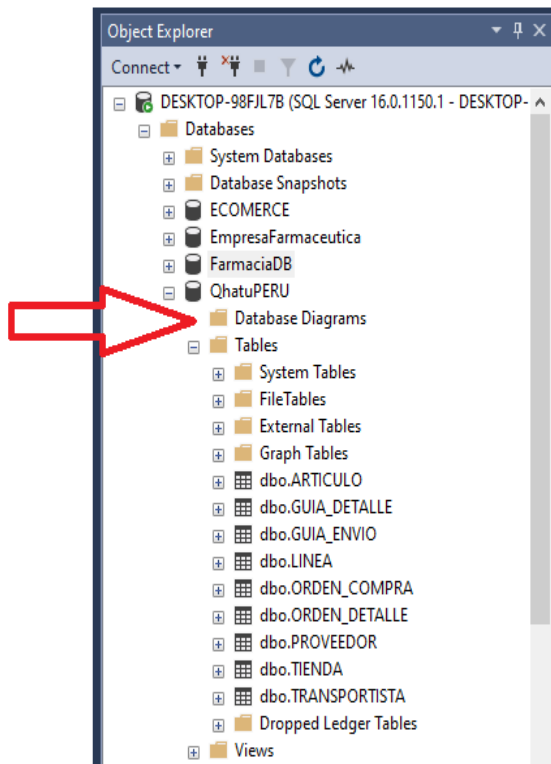 Object Explorer
Connect
DESKTOP-98FJL7B (SQL Server 16.0.1150.1 - DESKTOP-
Databases
System Databases
Database Snapshots
ECOMERCE
EmpresaFarmaceutica
FarmaciaDB
QhatuPERU
Database Diagrams
Tables
System Tables
FileTables
External Tables
Graph Tables
dbo.ARTICULO
dbo.GUIA_DETALLE
dbo.GUIA_ENVIO
dbo.LINEA
dbo.ORDEN_COMPRA
dbo.ORDEN_DETALLE
dbo.PROVEEDOR
dbo.TIENDA
dbo.TRANSPORTISTA
Dropped Ledger Tables
Views